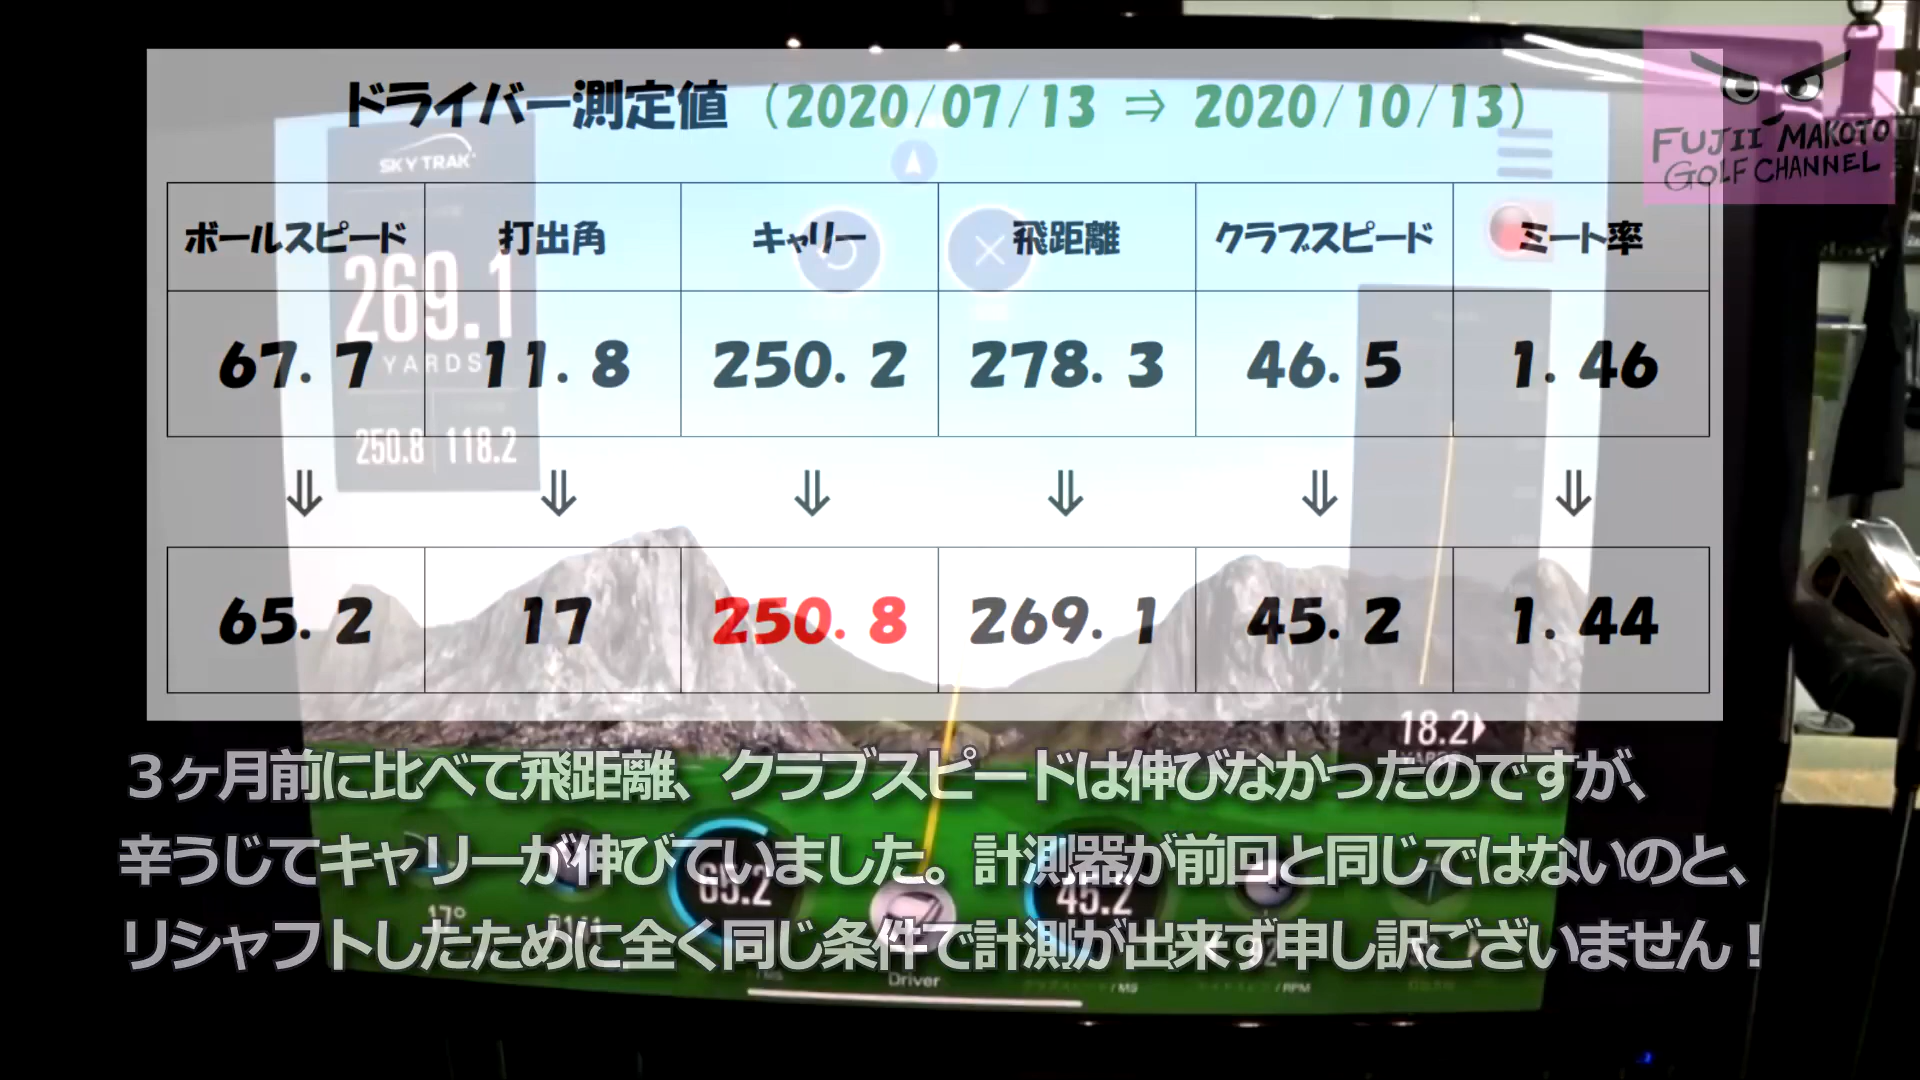 ドライバー測定値（2020/07/13 ⇒ 2020/10/13）
FUJII MAKOTO
GOLF CHANNEL
SKYTRAK
ボールスピード 打出角 キャリー 飛距離 クラブスピード ミート率
269.1
YARDS
67.7 11.8 250.2 278.3 46.5 1.46
250.8 118.2
⇓ ⇓ ⇓ ⇓ ⇓ ⇓
65.2 17 250.8 269.1 45.2 1.44
18.2
３ヶ月前に比べて飛距離、クラブスピードは伸びなかったのですが、
辛うじてキャリーが伸びていました。計測器が前回と同じではないのと、
リシャフトしたために全く同じ条件で計測が出来ず申し訳ございません！
65.2
45.2
17°
Driver